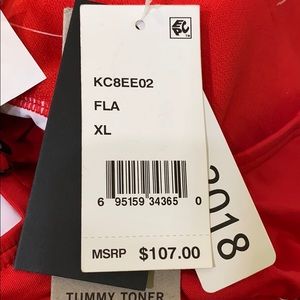 KC8EE02
FLA
XL
6 95159 34365 0
MSRP $107.00
2018
TUMMY TONER